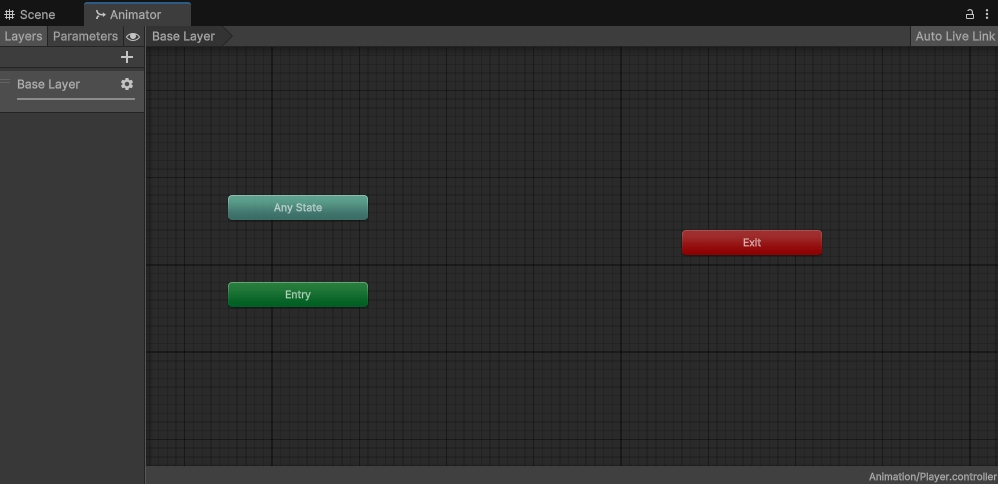 Scene
Animator
Layers Parameters
Base Layer
Auto Live Link
Base Layer
Any State
Exit
Entry
Animation/Player.controller